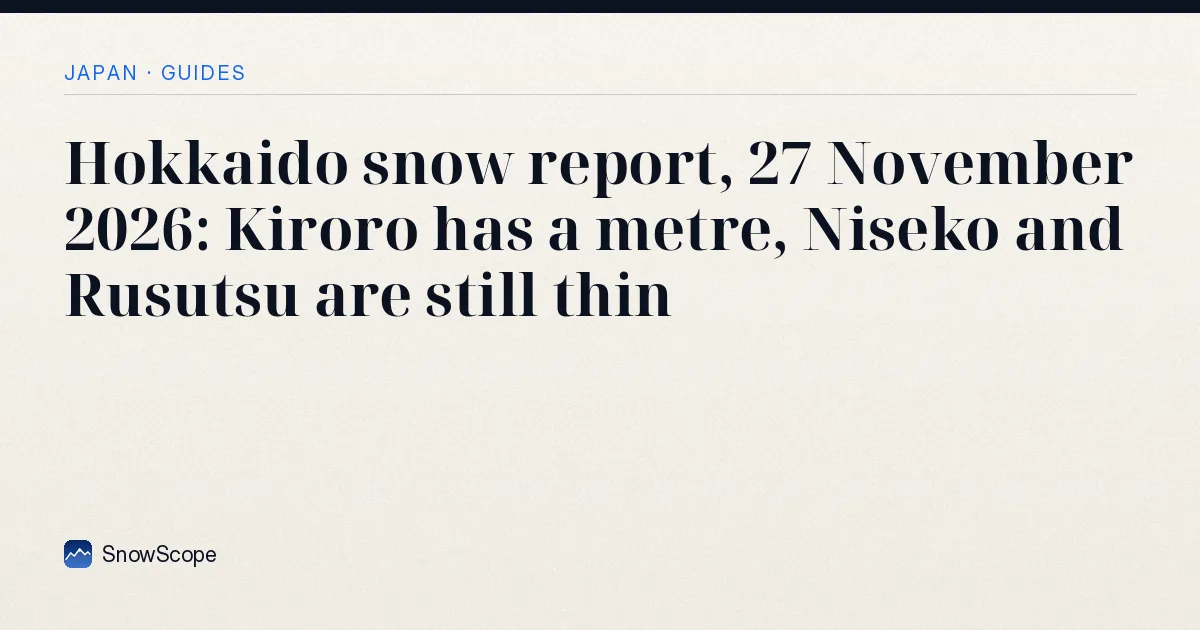 JAPAN · GUIDES
Hokkaido snow report, 27 November
2026: Kiroro has a metre, Niseko and
Rusutsu are still thin
SnowScope